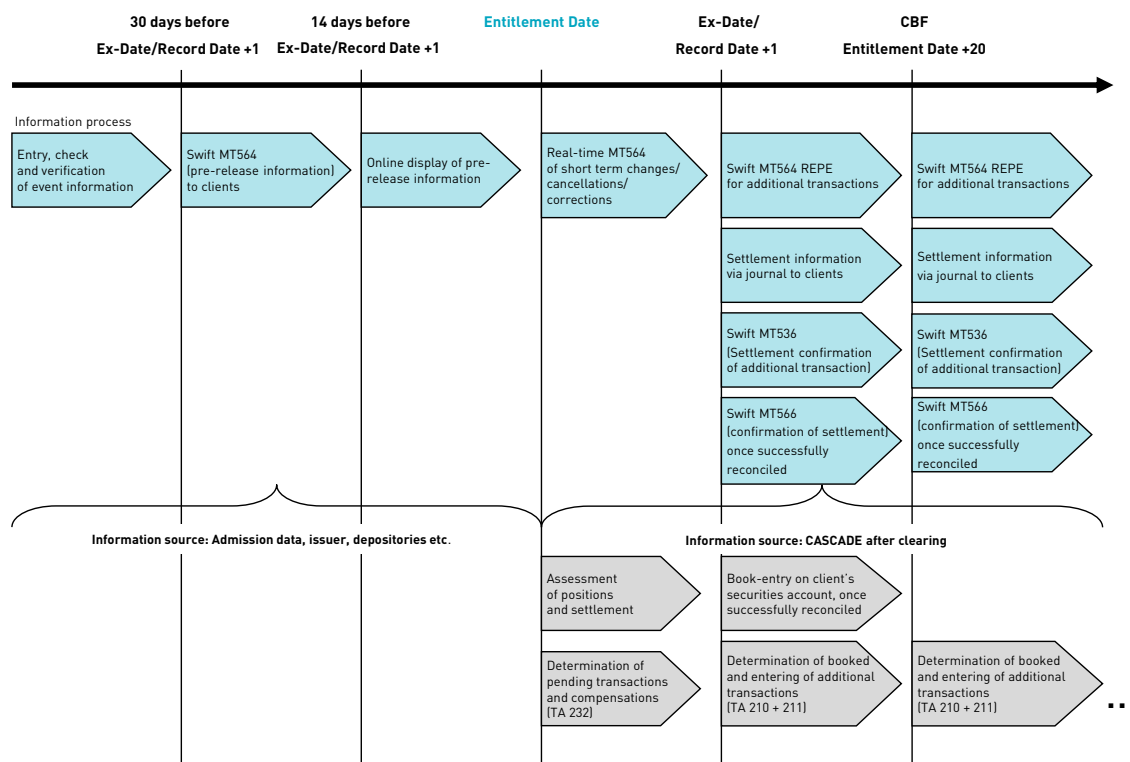 30 days before
Ex-Date/Record Date +1
14 days before
Ex-Date/Record Date +1
Entitlement Date
Ex-Date/
Record Date +1
CBF
Entitlement Date +20
Information process
Entry, check
and verification
of event information
Swift MT564
(pre-release information)
to clients
Online display of pre-
release information
Real-time MT564
of short term changes/
cancellations/
corrections
Swift MT564 REPE
for additional transactions
Swift MT564 REPE
for additional transactions
Settlement information
via journal to clients
Settlement information
via journal to clients
Swift MT536
(Settlement confirmation
of additional transaction)
Swift MT536
(Settlement confirmation
of additional transaction)
Swift MT566
(confirmation of settlement)
once successfully
reconciled
Swift MT566
(confirmation of settlement)
once successfully
reconciled
Information source: Admission data, issuer, depositories etc.
Information source: CASCADE after clearing
Assessment
of positions
and settlement
Book-entry on client's
securities account, once
successfully reconciled
Determination of
pending transactions
and compensations
(TA 232)
Determination of booked
and entering of additional
transactions
(TA 210 + 211)
Determination of booked
and entering of additional
transactions
(TA 210 + 211)
..